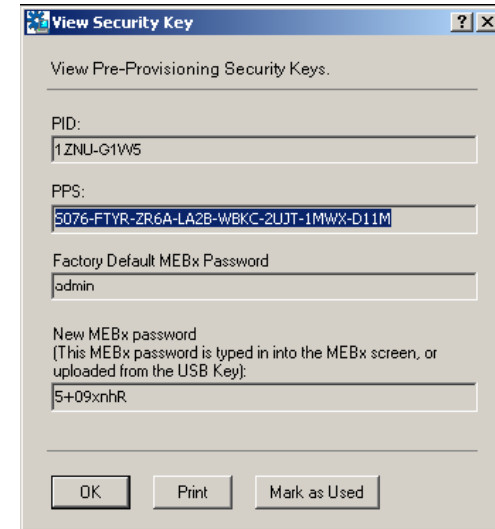 View Security Key
View Pre-Provisioning Security Keys.
PID:
1ZNU-G1W5
PPS:
5076-FTYR-ZR6A-LA2B-WBKC-2UJT-1MWX-D11M
Factory Default MEBx Password
admin
New MEBx password
(This MEBx password is typed in into the MEBx screen, or
uploaded from the USB Key):
5+09xnhR
OK Print Mark as Used